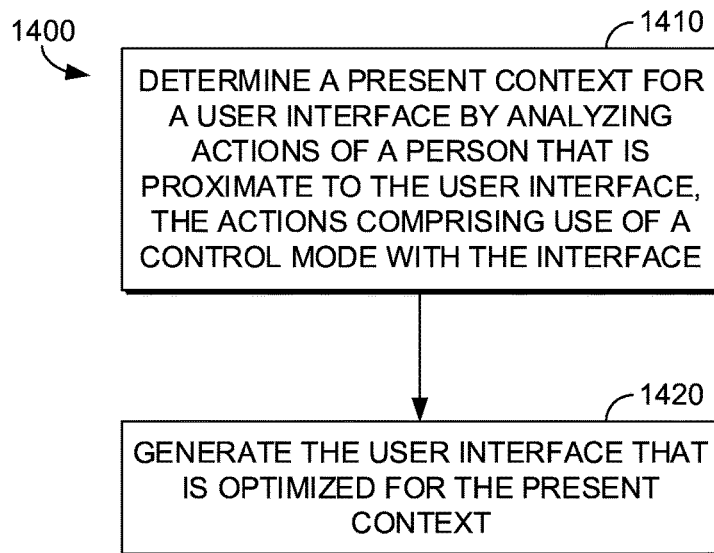 1400
1410
DETERMINE A PRESENT CONTEXT FOR
A USER INTERFACE BY ANALYZING
ACTIONS OF A PERSON THAT IS
PROXIMATE TO THE USER INTERFACE,
THE ACTIONS COMPRISING USE OF A
CONTROL MODE WITH THE INTERFACE
1420
GENERATE THE USER INTERFACE THAT
IS OPTIMIZED FOR THE PRESENT
CONTEXT